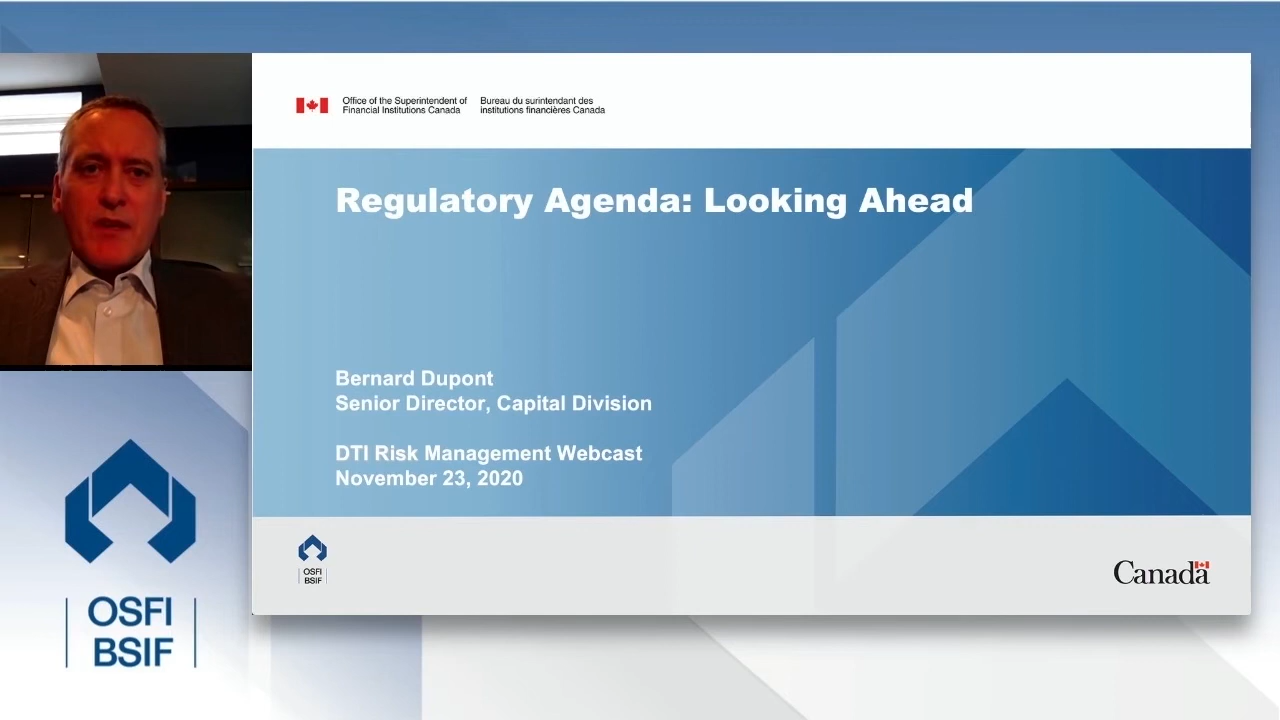 Office of the Superintendent of
Financial Institutions Canada
Bureau du surintendant des
institutions financières Canada
Regulatory Agenda: Looking Ahead
Bernard Dupont
Senior Director, Capital Division
DTI Risk Management Webcast
November 23, 2020
OSFI
BSIF
Canada
OSFI
BSIF